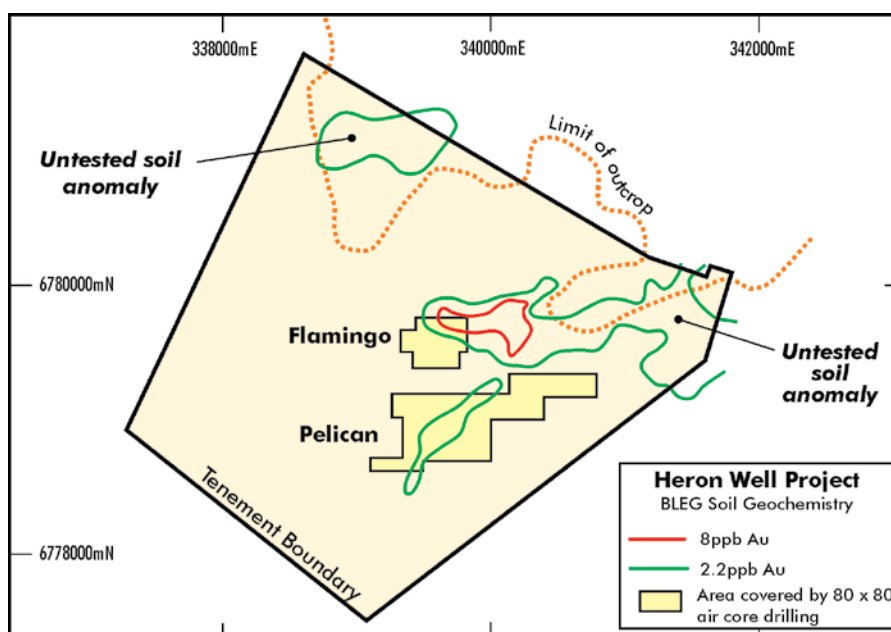 338000mE
340000mE
342000mE
Untested soil
anomaly
Limit of outcrop
6780000mN
Flamingo
Untested
soil
anomaly
Pelican
Tenement Boundary
6778000mN
Heron Well Project
BLEG Soil Geochemistry
8ppb Au
2.2ppb Au
Area covered by 80 x 80
air core drilling